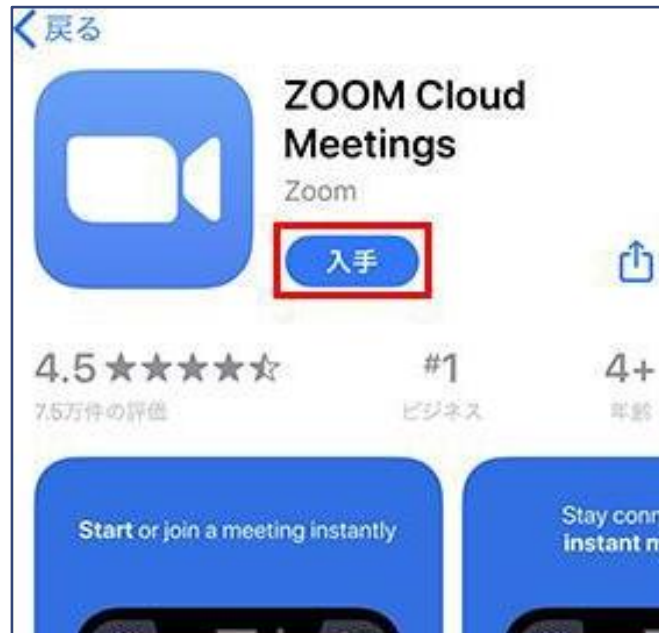 戻る
ZOOM Cloud
Meetings
Zoom
入手
4.5
#1
4+
7.5万件の評価
ビジネス
年齢
Start or join a meeting instantly
Stay conn
instant m